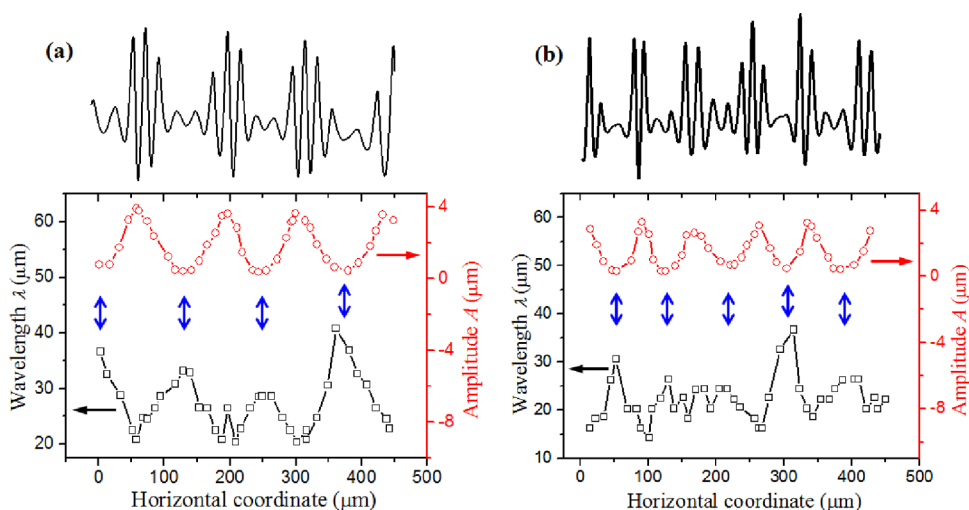 (a)
60
50
40
30
20
Wavelength λ (μm)
4
0
-4
-8
Amplitude A (μm)
0 100 200 300 400 500
Horizontal coordinate (μm)
(b)
60
50
40
30
20
10
Wavelength λ (μm)
4
0
-4
-8
Amplitude A (μm)
0 100 200 300 400 500
Horizontal coordinate (μm)